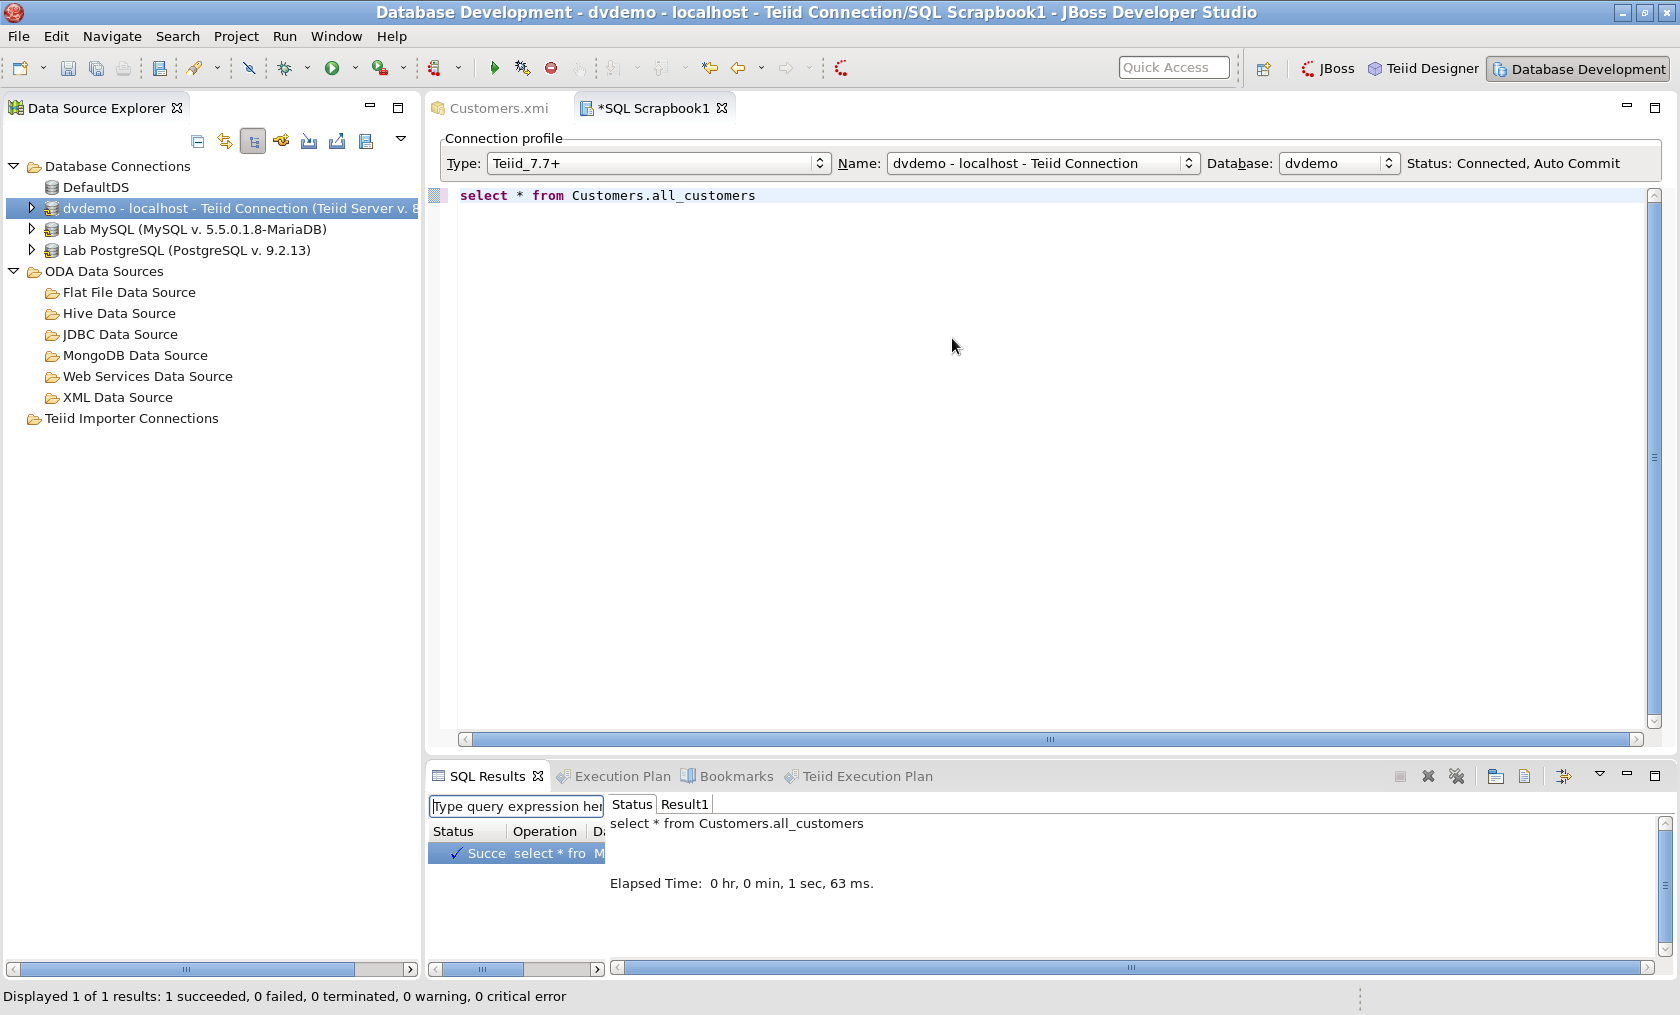 Database Development - dvdemo - localhost - Teiid Connection/SQL Scrapbook1 - JBoss Developer Studio
File Edit Navigate Search Project Run Window Help
Quick Access JBoss Teiid Designer Database Development
Data Source Explorer
Database Connections
DefaultDS
dvdemo - localhost - Teiid Connection (Teiid Server v. 8
Lab MySQL (MySQL v. 5.5.0.1.8-MariaDB)
Lab PostgreSQL (PostgreSQL v. 9.2.13)
ODA Data Sources
Flat File Data Source
Hive Data Source
JDBC Data Source
MongoDB Data Source
Web Services Data Source
XML Data Source
Teiid Importer Connections
Customers.xmi *SQL Scrapbook1
Connection profile
Type: Teiid_7.7+ Name: dvdemo - localhost - Teiid Connection Database: dvdemo Status: Connected, Auto Commit
select * from Customers.all_customers
SQL Results Execution Plan Bookmarks Teiid Execution Plan
Type query expression her
Status Operation Da
Succe select * fro M
Status Result1
select * from Customers.all_customers
Elapsed Time: 0 hr, 0 min, 1 sec, 63 ms.
Displayed 1 of 1 results: 1 succeeded, 0 failed, 0 terminated, 0 warning, 0 critical error